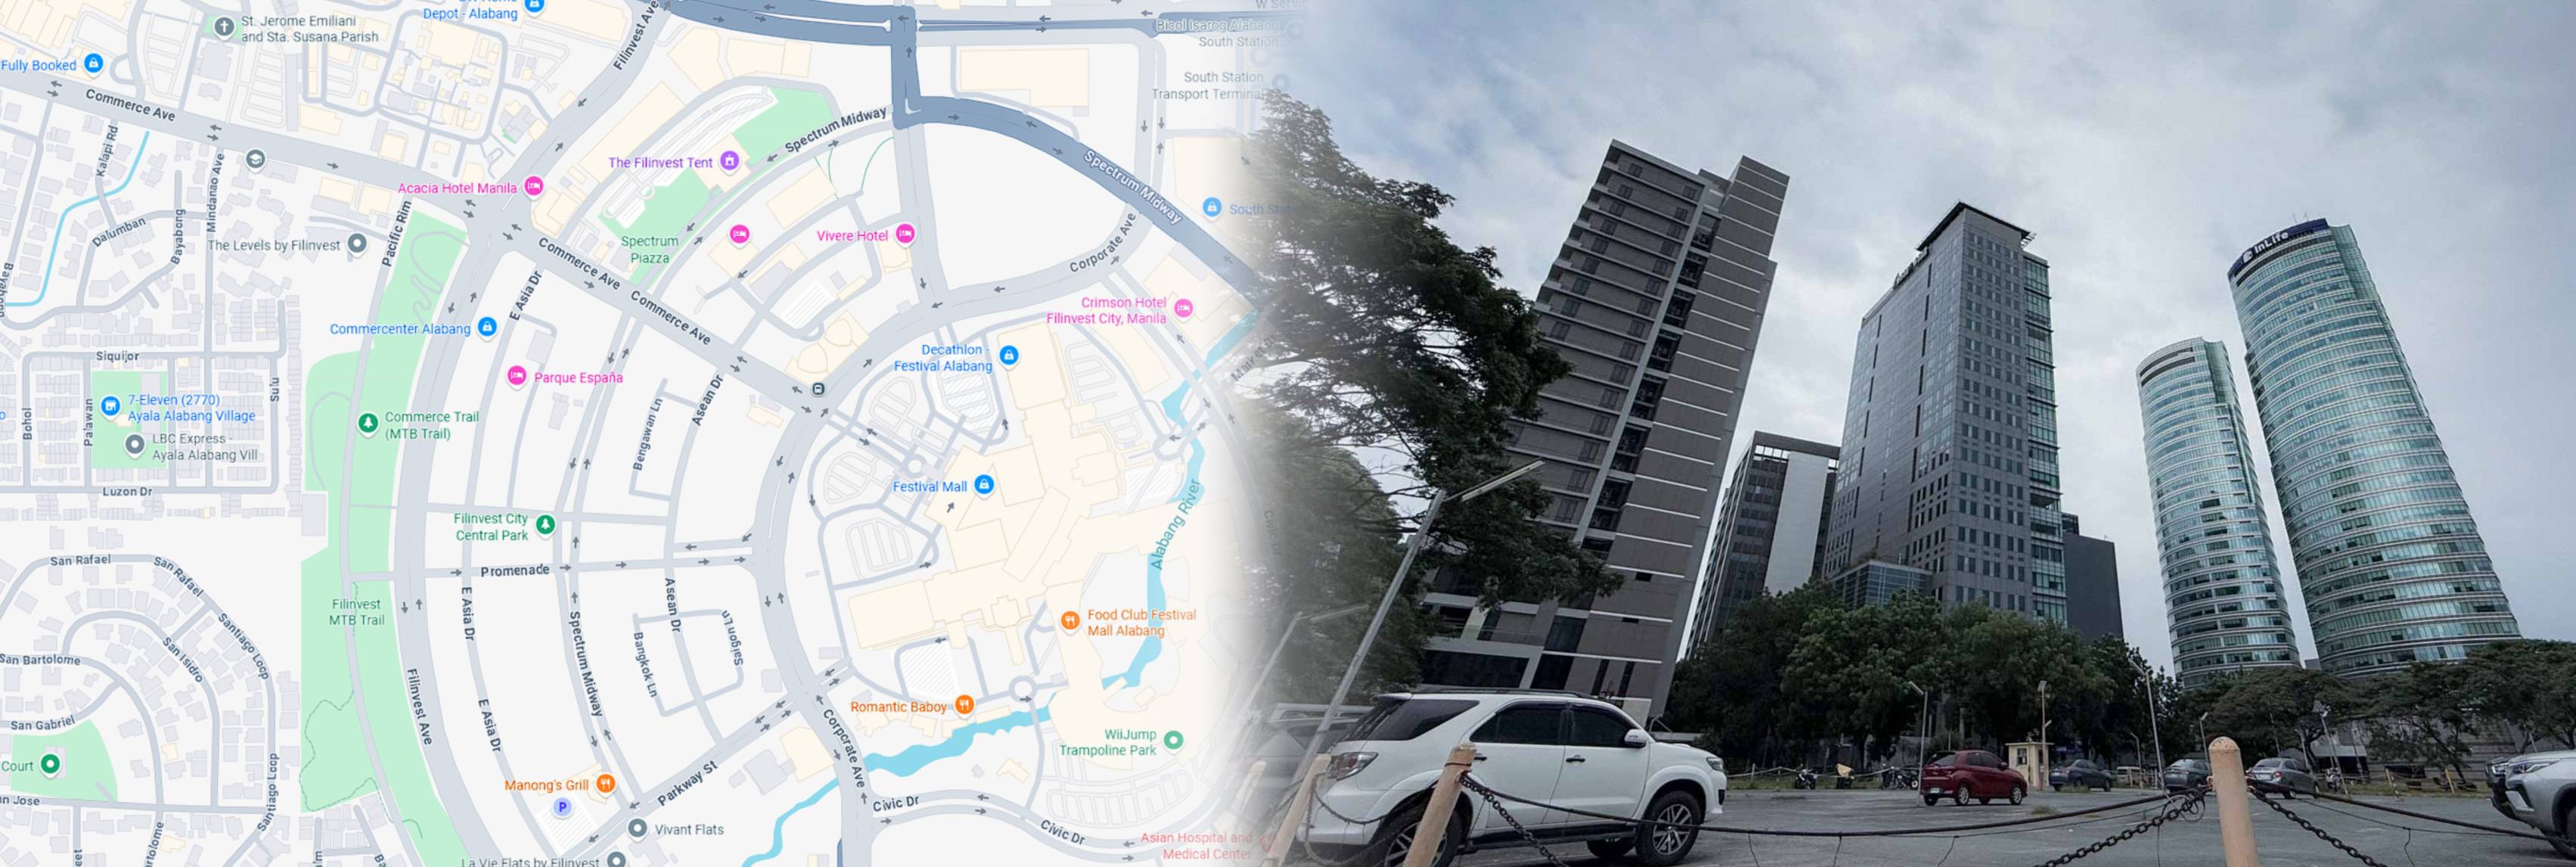 Depot - Alabang
St. Jerome Emiliani
and Sta. Susana Parish
Fully Booked
Filinvest Ave
Commerce Ave
Kalapi Rd
Mindanao Ave
Bayabong
Dalumban
Bicol Isarog Alabang
South Station
South Station
Transport Terminal
Spectrum Midway
The Filinvest Tent
Acacia Hotel Manila
Pacific Rim
The Levels by Filinvest
Spectrum
Piazza
Vivere Hotel
Spectrum Midway
South Stat
Commerce Ave
Commerce Ave
Corporate Ave
E Asia Dr
Commercenter Alabang
Crimson Hotel
Filinvest City, Manila
Decathlon -
Festival Alabang
Parque España
Siquijor
Sulu
Bohol
Palawan
7-Eleven (2770)
Ayala Alabang Village
LBC Express -
Ayala Alabang Vill
Commerce Trail
(MTB Trail)
Asean Dr
Bengawan Ln
Luzon Dr
Festival Mall
Filinvest City
Central Park
Alabang River
Civic Dr
Promenade
San Rafael
San Rafael
Santiago Loop
San Isidro
San Bartolome
San Gabriel
Filinvest
MTB Trail
E Asia Dr
Asean Dr
Saigon Ln
Bangkok Ln
Spectrum Midway
Food Club Festival
Mall Alabang
Romantic Baboy
Filinvest Ave
E Asia Dr
Corporate Ave
WiiJump
Trampoline Park
Court
Manong's Grill
P
Parkway St
Santiago Loop
Vivant Flats
La Vie Flats by Filinvest
Civic Dr
Civic Dr
Asian Hospital and
Medical Center
InLife